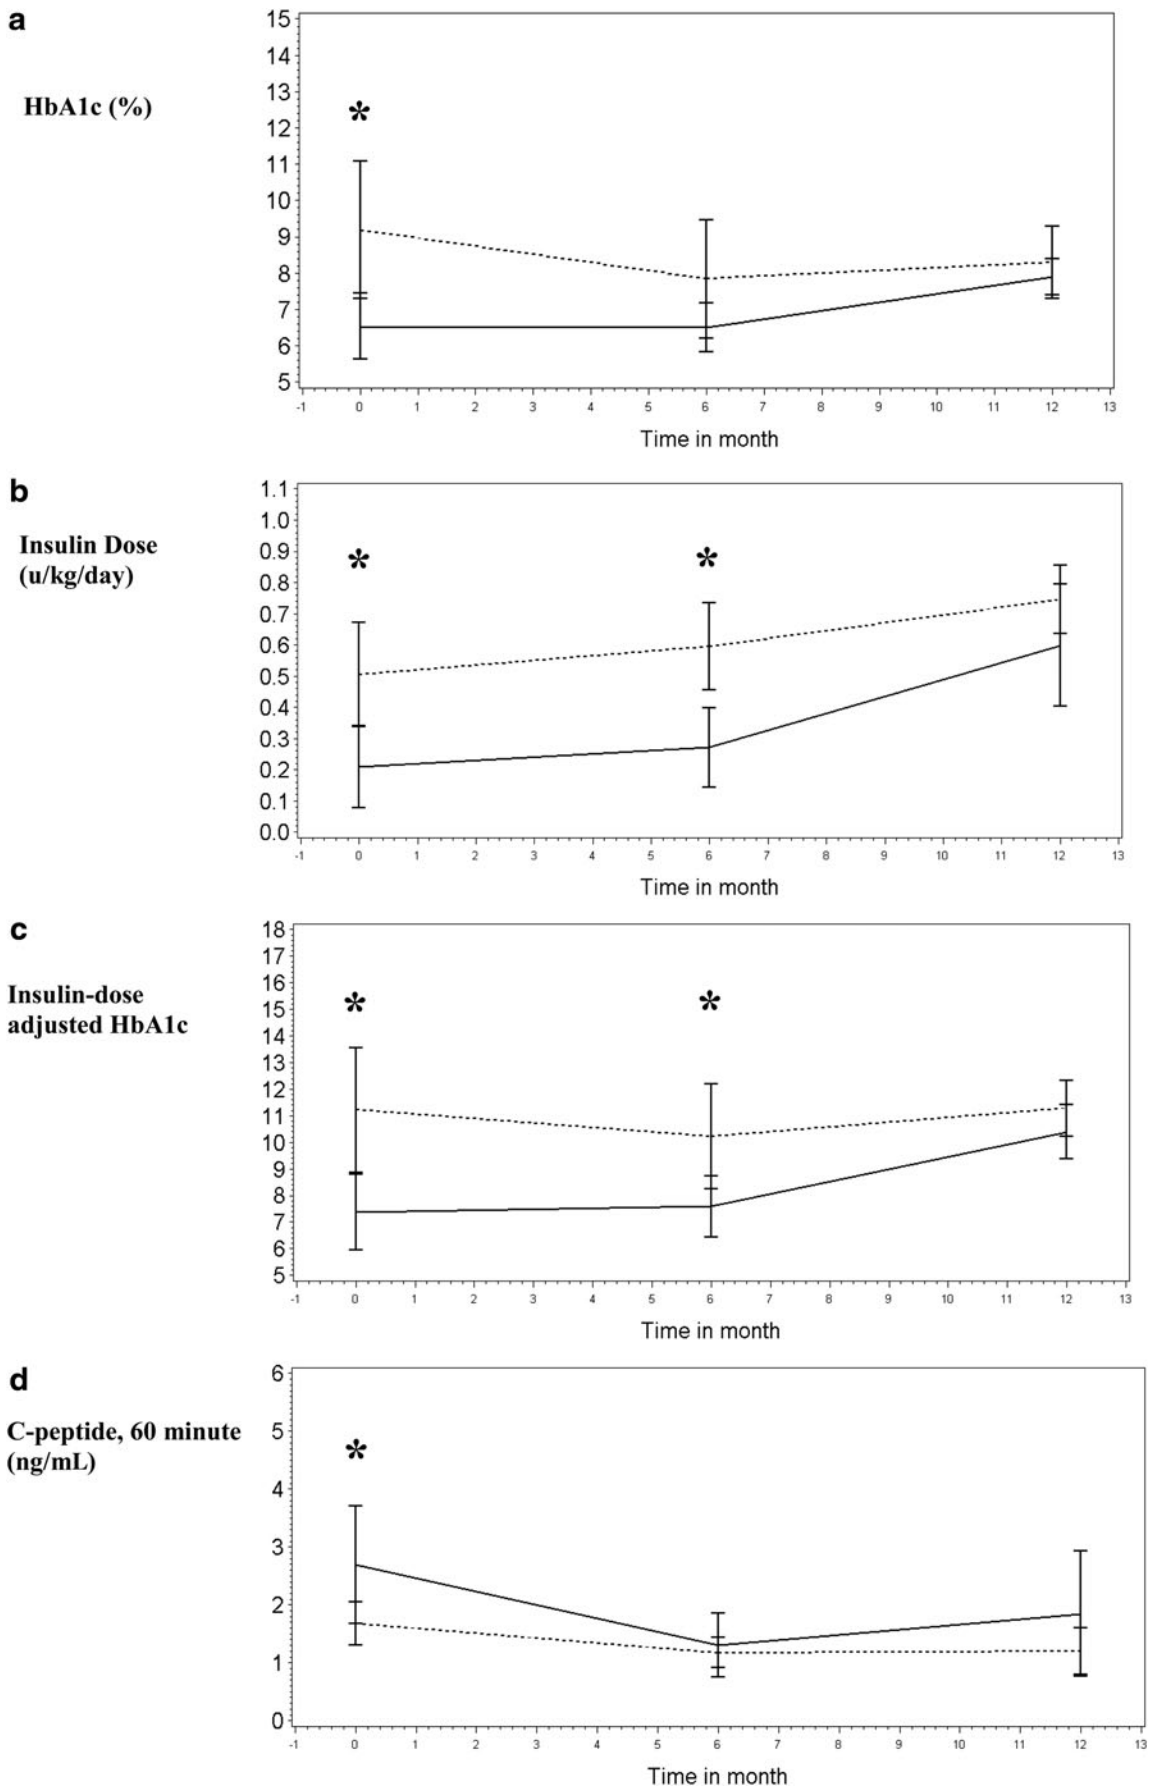 a
HbA1c (%)
15
14
13
12
11
10
9
8
7
6
5
*
-1 0 1 2 3 4 5 6 7 8 9 10 11 12 13
Time in month
b
Insulin Dose
(u/kg/day)
1.1
1.0
0.9
0.8
0.7
0.6
0.5
0.4
0.3
0.2
0.1
0.0
* *
-1 0 1 2 3 4 5 6 7 8 9 10 11 12 13
Time in month
c
Insulin-dose
adjusted HbA1c
18
17
16
15
14
13
12
11
10
9
8
7
6
5
* *
-1 0 1 2 3 4 5 6 7 8 9 10 11 12 13
Time in month
d
C-peptide, 60 minute
(ng/mL)
6
5
4
3
2
1
0
*
-1 0 1 2 3 4 5 6 7 8 9 10 11 12 13
Time in month